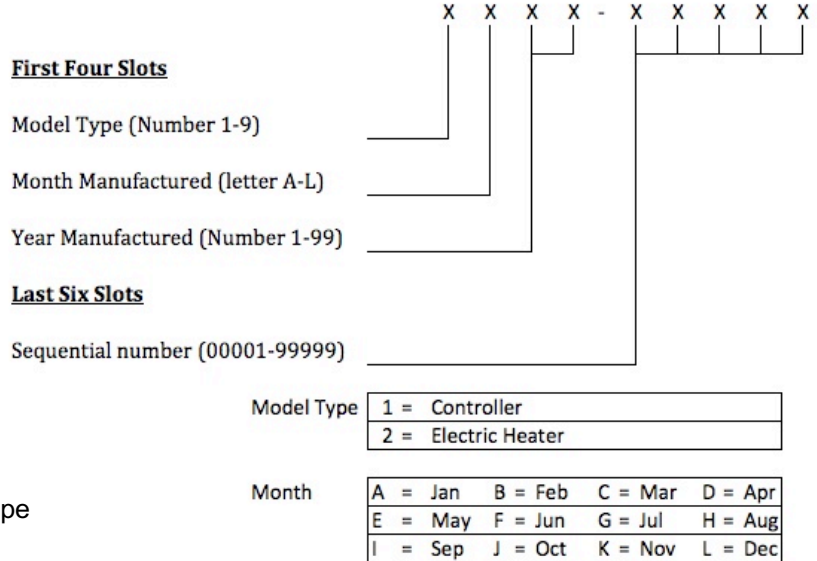 X X X X - X X X X X
First Four Slots
Model Type (Number 1-9)
Month Manufactured (letter A-L)
Year Manufactured (Number 1-99)
Last Six Slots
Sequential number (00001-99999)
Model Type 1 = Controller
2 = Electric Heater
Month A = Jan B = Feb C = Mar D = Apr
pe
E = May F = Jun G = Jul H = Aug
I = Sep J = Oct K = Nov L = Dec